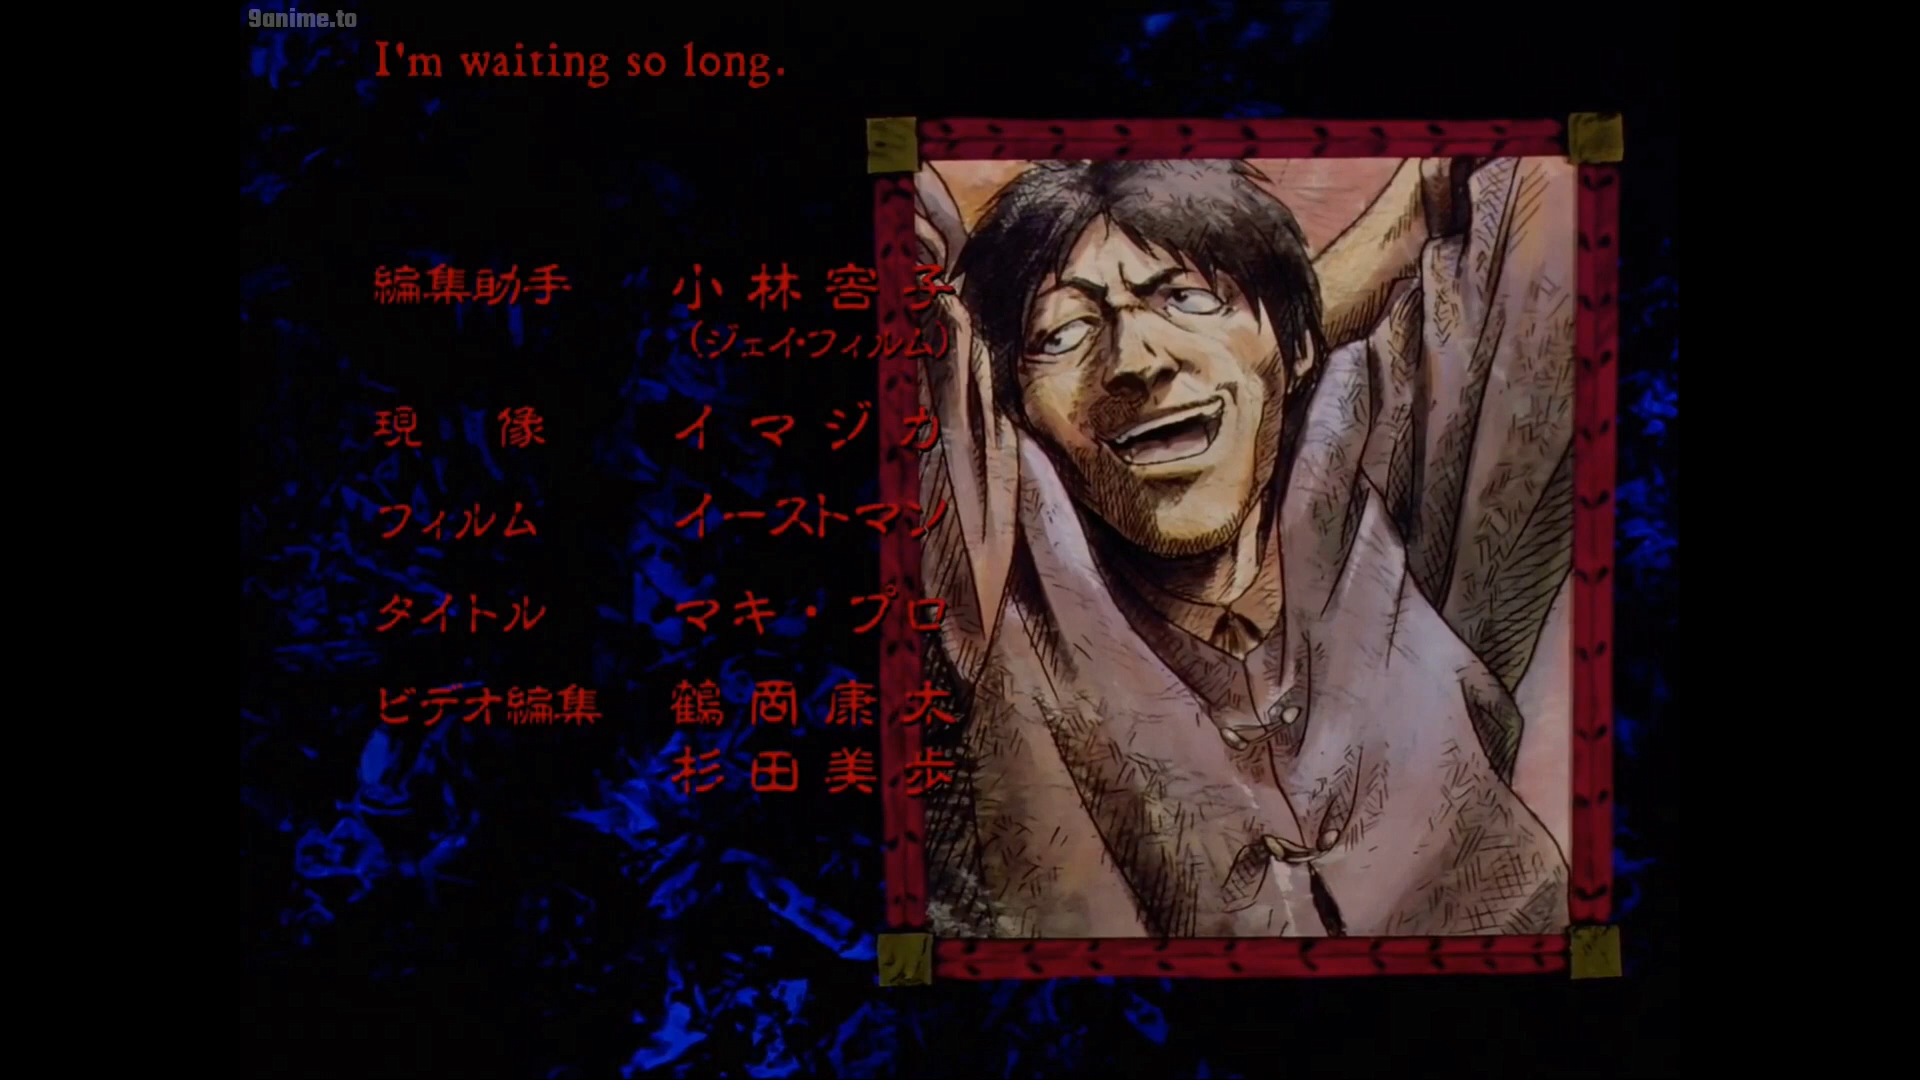 9anime.to
I'm waiting so long.
編集助手 小林容子
(ジェイ・フィルム)
現像 イマジカ
フィルム イーストマン
タイトル マキ・プロ
ビデオ編集 鶴岡康太
杉田美歩